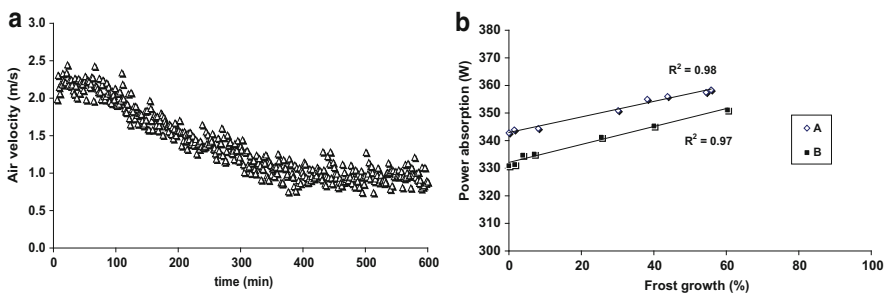 a
3.0
2.5
2.0
1.5
1.0
0.5
0.0
Air velocity (m/s)
0 100 200 300 400 500 600
time (min)
b
380
370
360
350
340
330
320
310
300
Power absorption (W)
R² = 0.98
R² = 0.97
A
B
0 20 40 60 80 100
Frost growth (%)